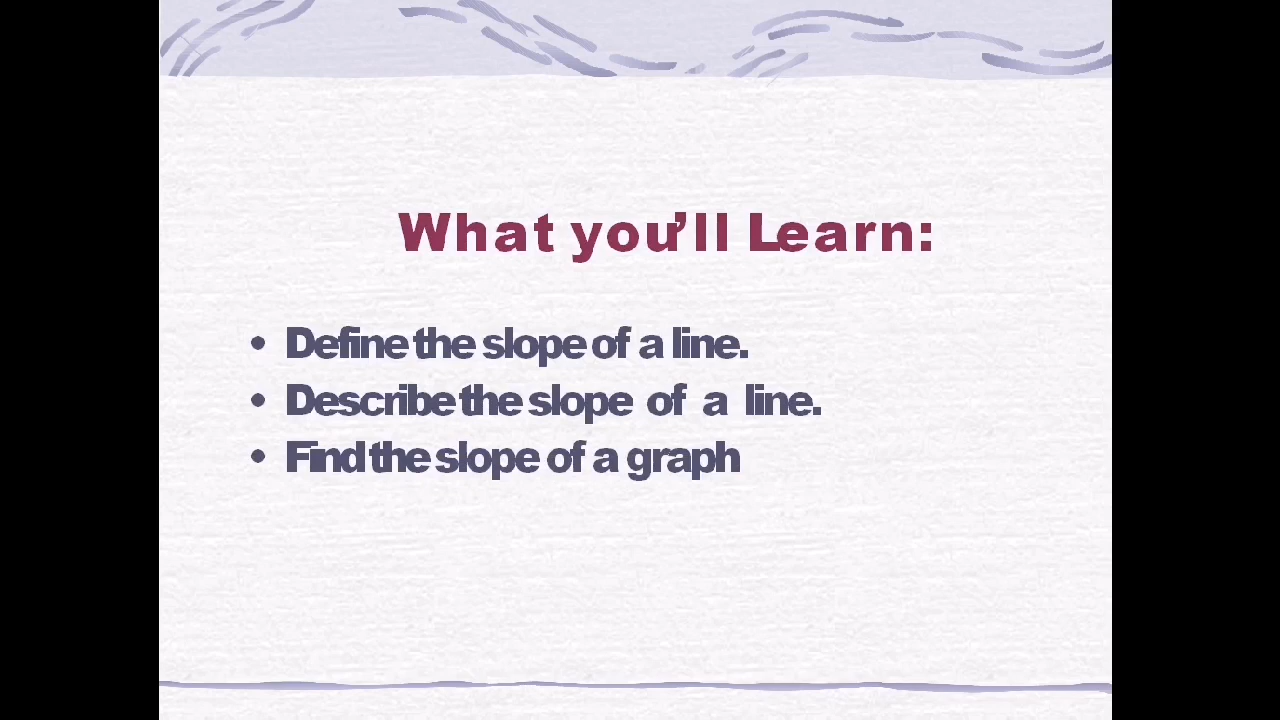 What you’ll Learn:
• Define the slope of a line.
• Describe the slope of a line.
• Find the slope of a graph